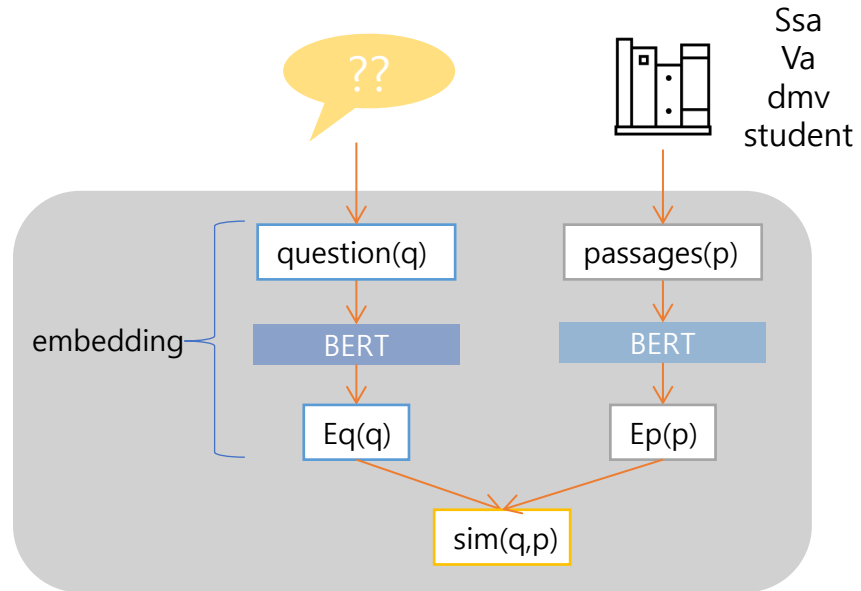 ??
Ssa
Va
dmv
student
question(q)
passages(p)
embedding
BERT
BERT
Eq(q)
Ep(p)
sim(q,p)